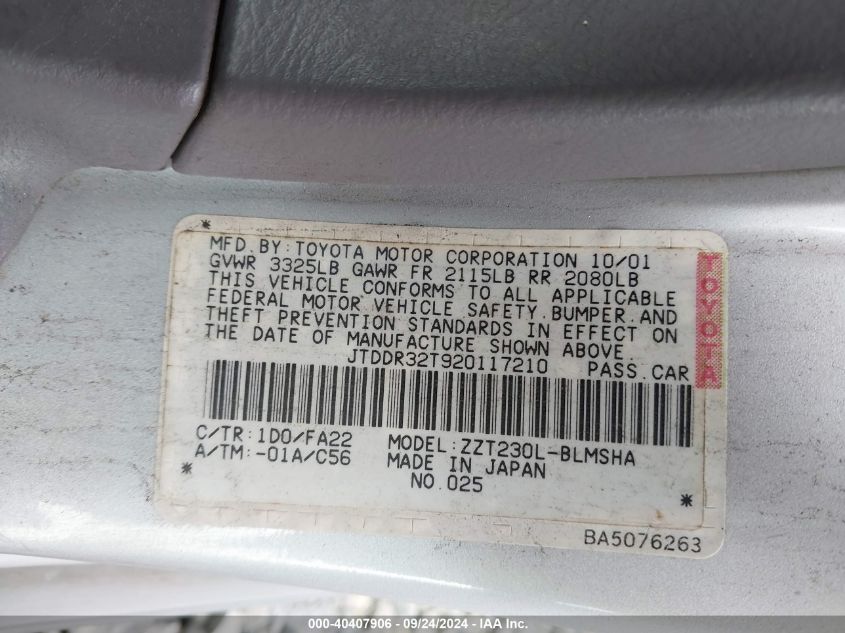 *
MFD.BY:TOYOTA MOTOR CORPORATION 10/01
GVWR 3325LB GAWR FR 2115LB RR 2080LB
THIS VEHICLE CONFORMS TO ALL APPLICABLE
FEDERAL MOTOR VEHICLE SAFETY.BUMPER.AND
THEFT PREVENTION STANDARDS IN EFFECT ON
THE DATE OF MANUFACTURE SHOWN ABOVE.
JTDDR32T920117210 PASS.CAR
TOYOTA
C/TR:1D0/FA22 MODEL:ZZT230L-BLMSHA
A/TM:-01A/C56 MADE IN JAPAN
* NO.025 *
BA5076263
000-40407906 - 09/24/2024 - IAAI Inc.